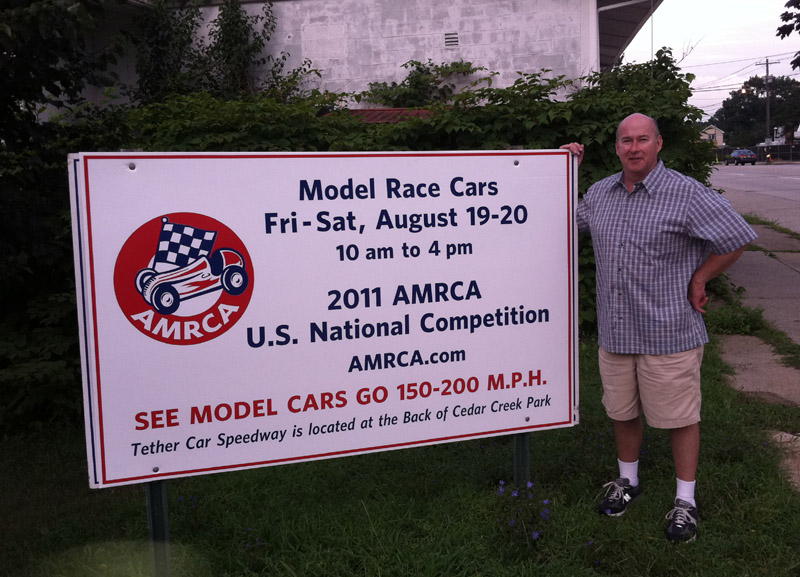 Model Race Cars
Fri-Sat, August 19-20
10 am to 4 pm
AMRCA
2011 AMRCA
U.S. National Competition
AMRCA.com
SEE MODEL CARS GO 150-200 M.P.H.
Tether Car Speedway is located at the Back of Cedar Creek Park